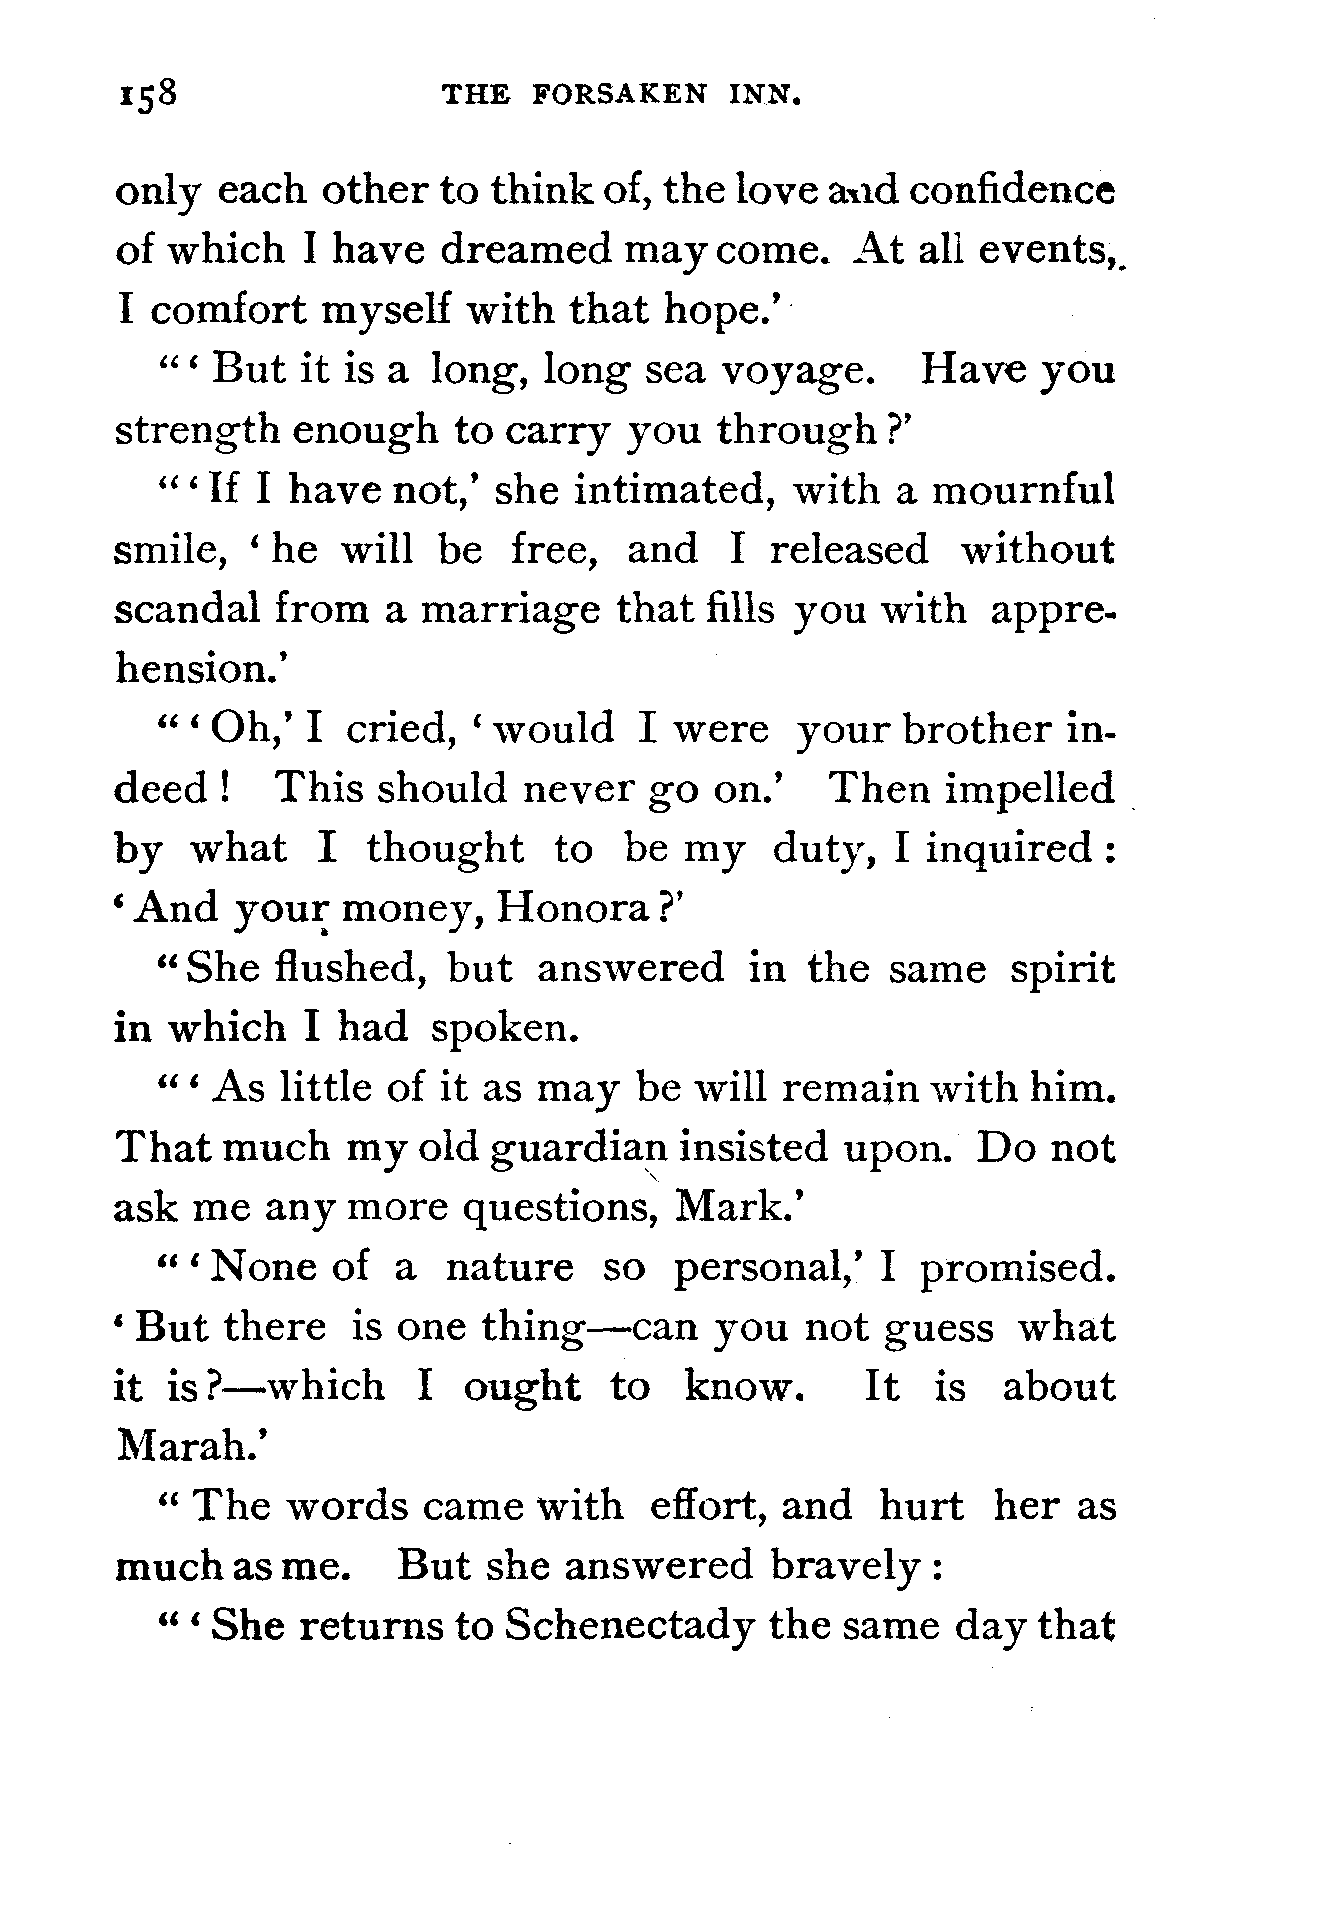 158 THE FORSAKEN INN.
only each other to think of, the love and confidence
of which I have dreamed may come. At all events,
I comfort myself with that hope.'
"'But it is a long, long sea voyage. Have you
strength enough to carry you through?'
"'If I have not,' she intimated, with a mournful
smile, 'he will be free, and I released without
scandal from a marriage that fills you with appre-
hension.'
"'Oh,' I cried, 'would I were your brother in-
deed! This should never go on.' Then impelled
by what I thought to be my duty, I inquired:
'And your money, Honora?'
"She flushed, but answered in the same spirit
in which I had spoken.
"'As little of it as may be will remain with him.
That much my old guardian insisted upon. Do not
ask me any more questions, Mark.'
"'None of a nature so personal,' I promised.
'But there is one thing—can you not guess what
it is?—which I ought to know. It is about
Marah.'
"The words came with effort, and hurt her as
much as me. But she answered bravely:
"'She returns to Schenectady the same day that